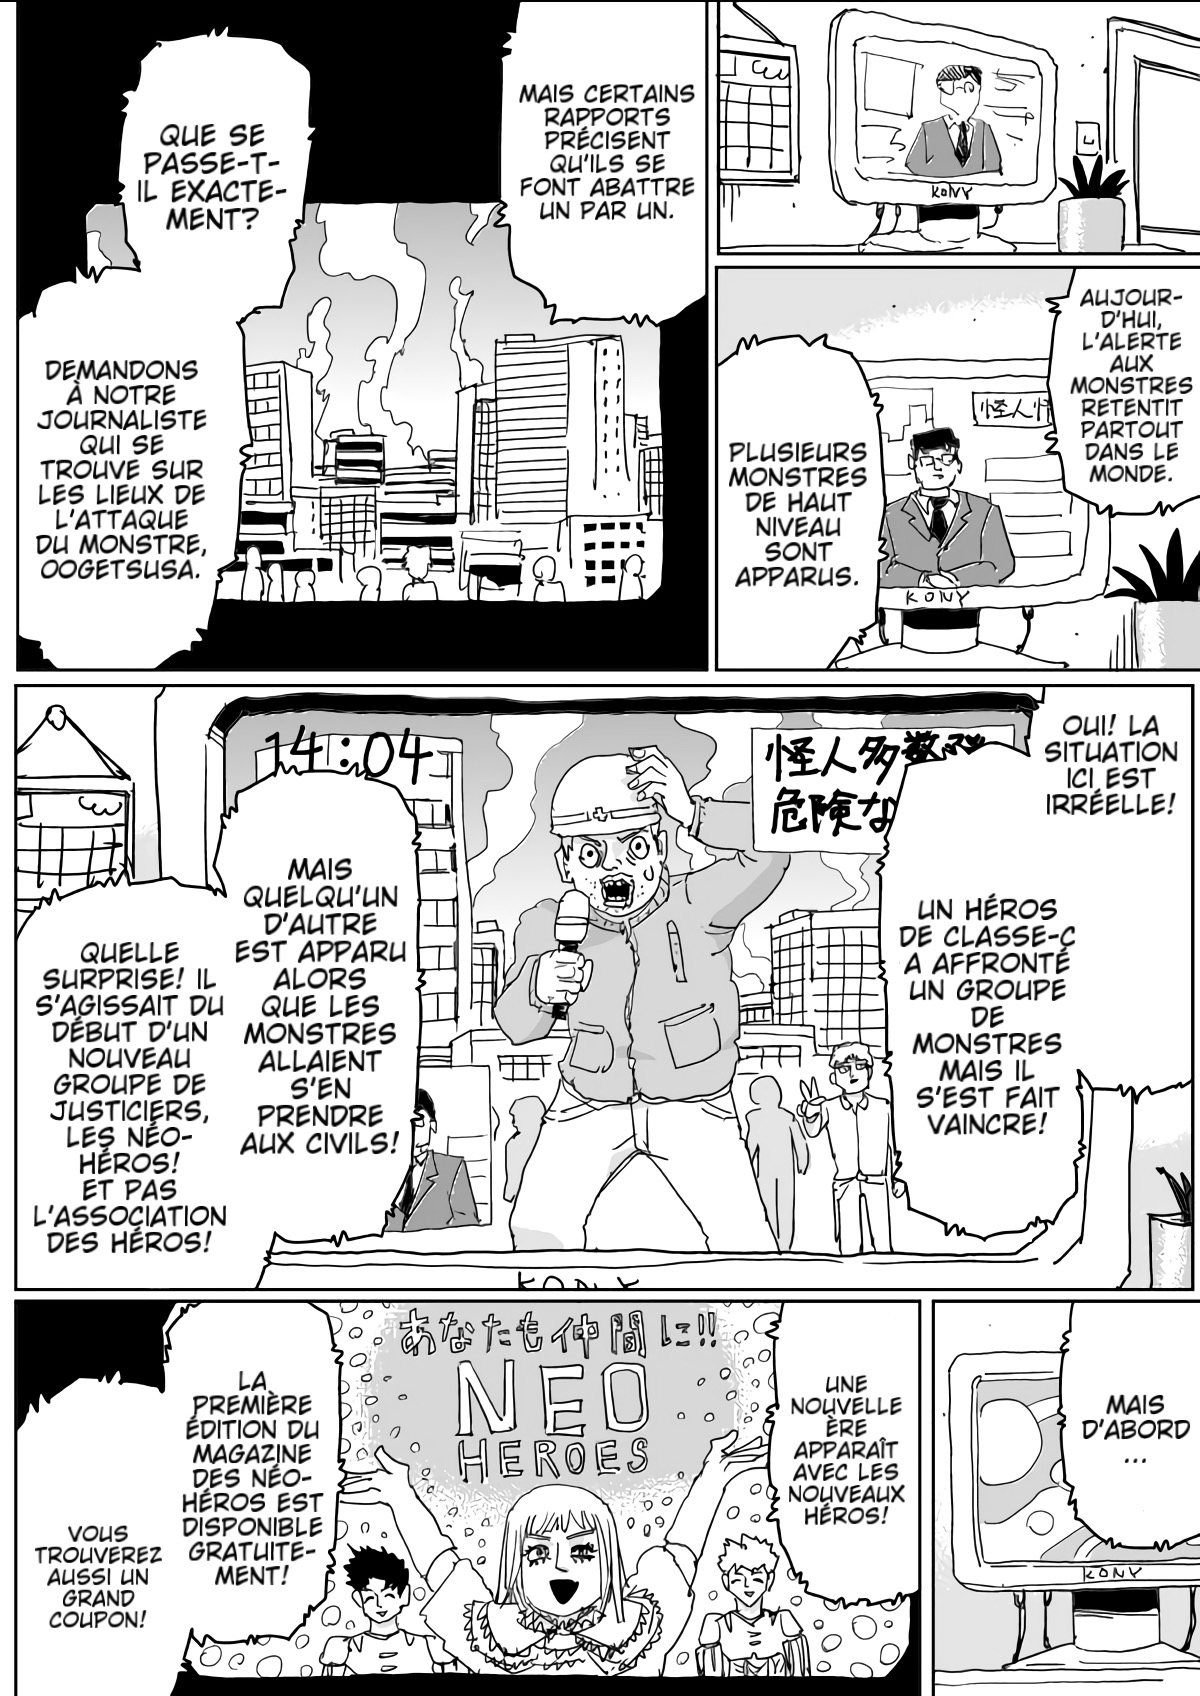 KONY
AUJOUR-
D'HUI,
L'ALERTE
AUX
MONSTRES
RETENTIT
PARTOUT
DANS LE
MONDE.
怪人
PLUSIEURS
MONSTRES
DE HAUT
NIVEAU
SONT
APPARUS.
KONY
MAIS CERTAINS
RAPPORTS
PRÉCISENT
QU'ILS SE
FONT ABATTRE
UN PAR UN.
QUE SE
PASSE-T-
IL EXACTE-
MENT?
DEMANDONS
À NOTRE
JOURNALISTE
QUI SE
TROUVE SUR
LES LIEUX DE
L'ATTAQUE
DU MONSTRE,
OOGETSUSA.
OUI! LA
SITUATION
ICI EST
IRRÉELLE!
怪人多数
危険な
14:04
UN HÉROS
DE CLASSE-C
A AFFRONTÉ
UN GROUPE
DE
MONSTRES
MAIS IL
S'EST FAIT
VAINCRE!
MAIS
QUELQU'UN
D'AUTRE
EST APPARU
ALORS
QUE LES
MONSTRES
ALLAIENT
S'EN
PRENDRE
AUX CIVILS!
QUELLE
SURPRISE! IL
S'AGISSAIT DU
DÉBUT D'UN
NOUVEAU
GROUPE DE
JUSTICIERS,
LES NÉO-
HÉROS!
ET PAS
L'ASSOCIATION
DES HÉROS!
KONY
MAIS
D'ABORD
...
KONY
UNE
NOUVELLE
ÈRE
APPARAÎT
AVEC LES
NOUVEAUX
HÉROS!
あなたも仲間に!!
NEO
HEROES
LA
PREMIÈRE
ÉDITION DU
MAGAZINE
DES NÉO-
HÉROS EST
DISPONIBLE
GRATUITE-
MENT!
VOUS
TROUVEREZ
AUSSI UN
GRAND
COUPON!